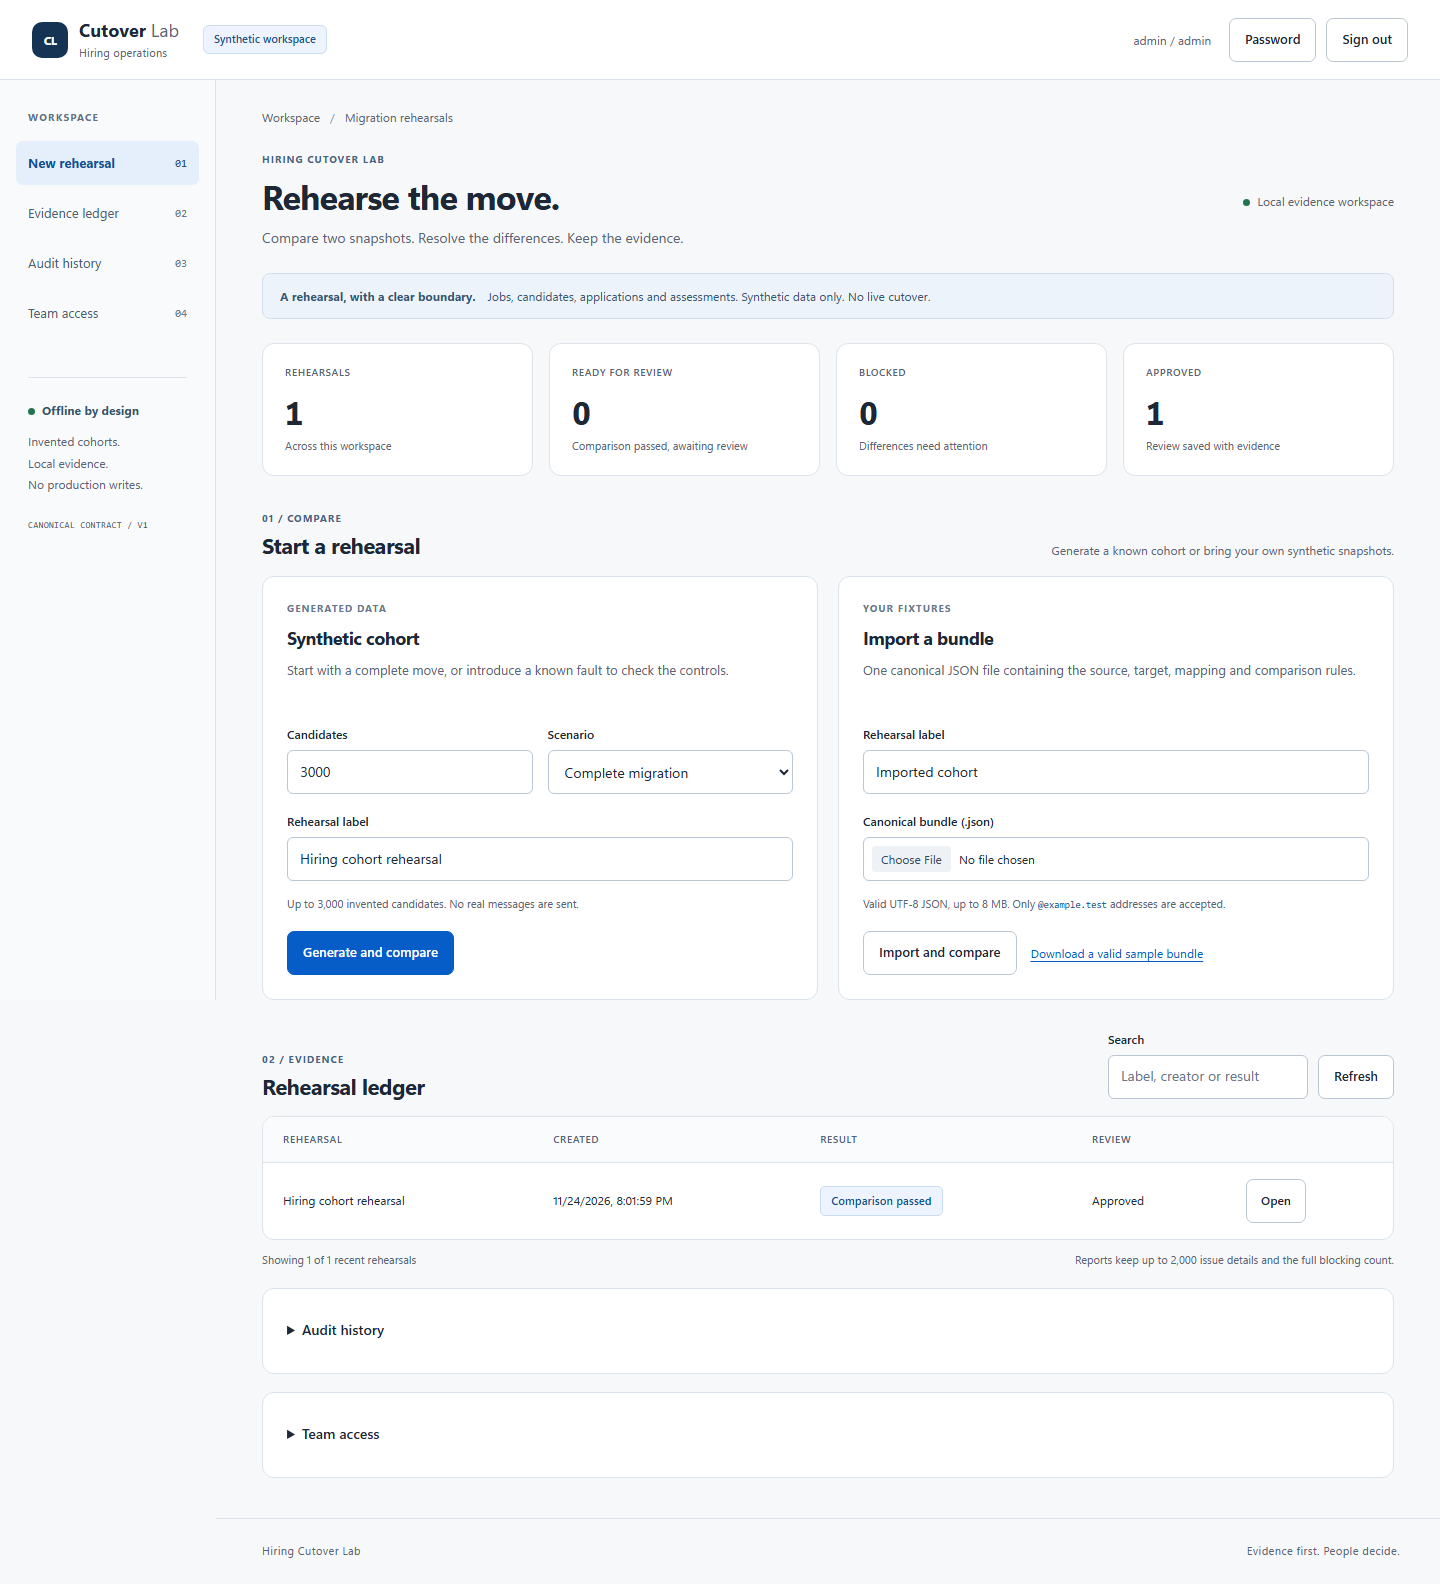 CL
Cutover Lab
Hiring operations
Synthetic workspace
admin / admin
Password
Sign out
WORKSPACE
New rehearsal 01
Evidence ledger 02
Audit history 03
Team access 04
Offline by design
Invented cohorts.
Local evidence.
No production writes.
CANONICAL CONTRACT / V1
Workspace / Migration rehearsals
HIRING CUTOVER LAB
Rehearse the move.
Local evidence workspace
Compare two snapshots. Resolve the differences. Keep the evidence.
A rehearsal, with a clear boundary. Jobs, candidates, applications and assessments. Synthetic data only. No live cutover.
REHEARSALS
1
Across this workspace
READY FOR REVIEW
0
Comparison passed, awaiting review
BLOCKED
0
Differences need attention
APPROVED
1
Review saved with evidence
01 / COMPARE
Start a rehearsal
Generate a known cohort or bring your own synthetic snapshots.
GENERATED DATA
Synthetic cohort
Start with a complete move, or introduce a known fault to check the controls.
Candidates
3000
Scenario
Complete migration
Rehearsal label
Hiring cohort rehearsal
Up to 3,000 invented candidates. No real messages are sent.
Generate and compare
YOUR FIXTURES
Import a bundle
One canonical JSON file containing the source, target, mapping and comparison rules.
Rehearsal label
Imported cohort
Canonical bundle (.json)
Choose File No file chosen
Valid UTF-8 JSON, up to 8 MB. Only @example.test addresses are accepted.
Import and compare
Download a valid sample bundle
02 / EVIDENCE
Rehearsal ledger
Search
Label, creator or result
Refresh
REHEARSAL CREATED RESULT REVIEW
Hiring cohort rehearsal 11/24/2026, 8:01:59 PM Comparison passed Approved Open
Showing 1 of 1 recent rehearsals
Reports keep up to 2,000 issue details and the full blocking count.
Audit history
Team access
Hiring Cutover Lab
Evidence first. People decide.